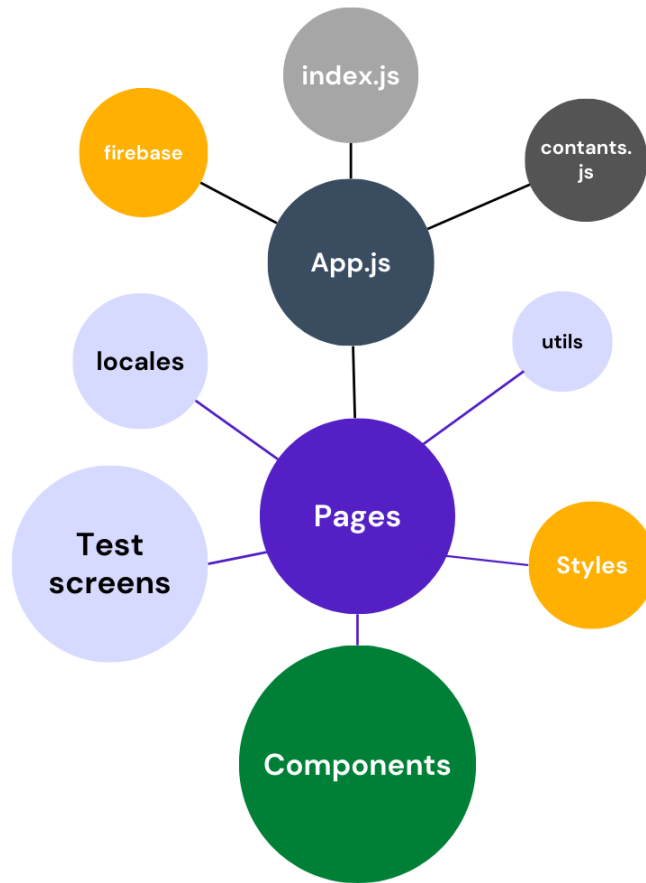 index.js
firebase
contants.
js
App.js
locales
utils
Pages
Test
screens
Styles
Components